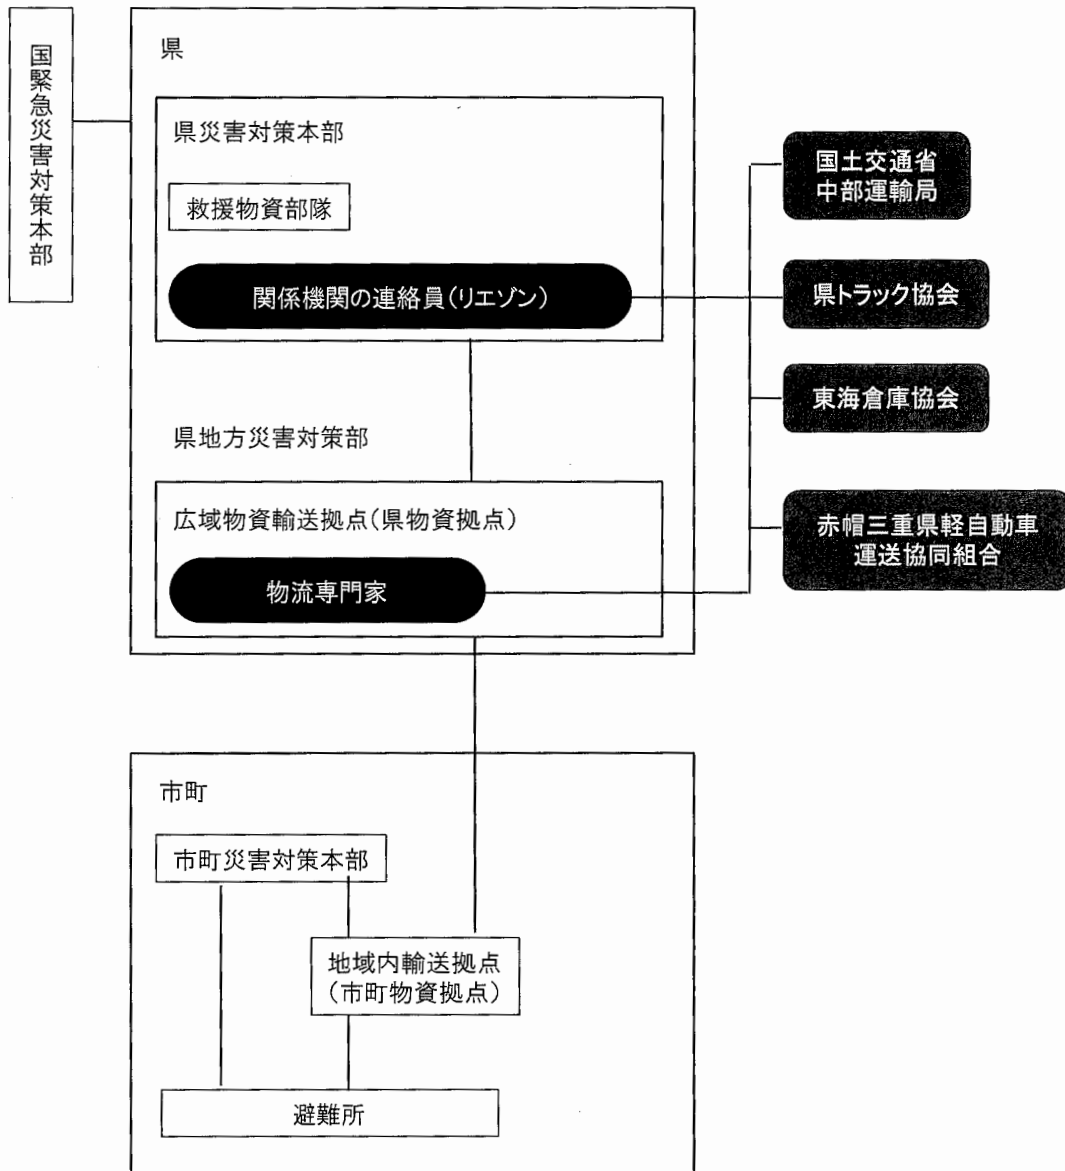 国緊急災害対策本部
県
県災害対策本部
救援物資部隊
関係機関の連絡員(リエゾン)
国土交通省
中部運輸局
県トラック協会
東海倉庫協会
赤帽三重県軽自動車
運送協同組合
県地方災害対策部
広域物資輸送拠点(県物資拠点)
物流専門家
市町
市町災害対策本部
地域内輸送拠点
(市町物資拠点)
避難所